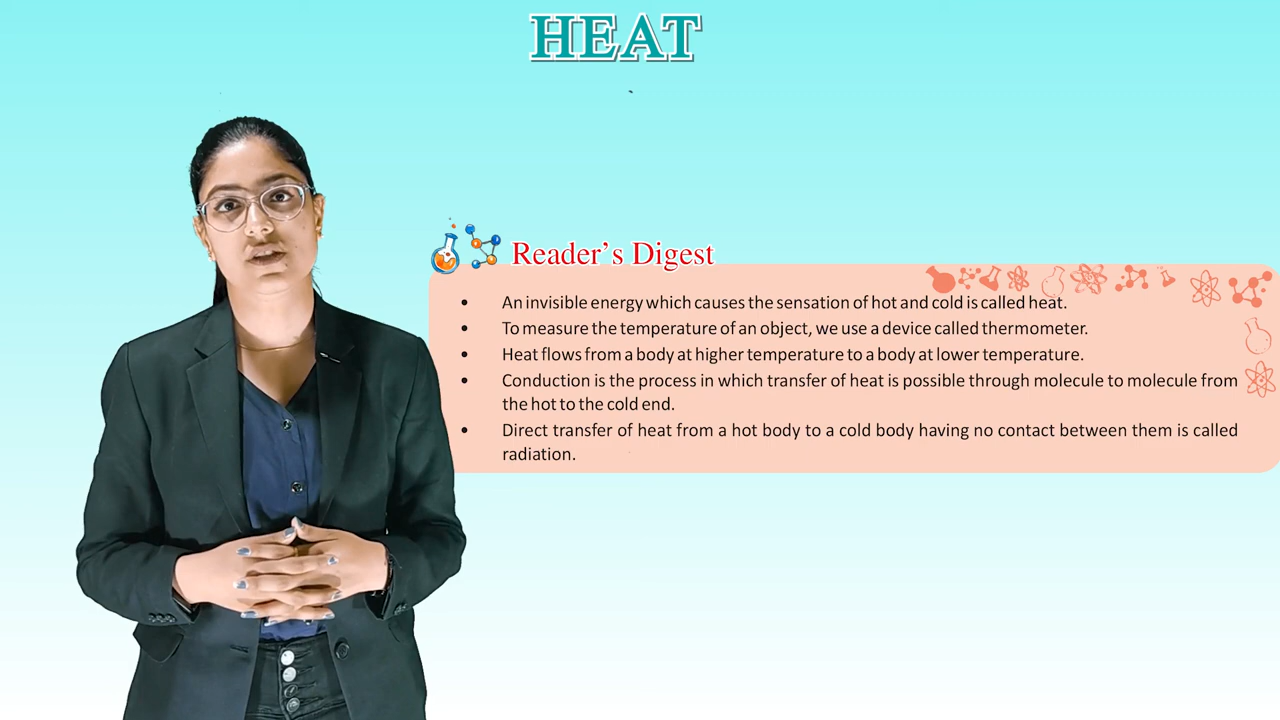 HEAT
Reader's Digest
• An invisible energy which causes the sensation of hot and cold is called heat.
• To measure the temperature of an object, we use a device called thermometer.
• Heat flows from a body at higher temperature to a body at lower temperature.
• Conduction is the process in which transfer of heat is possible through molecule to molecule from
the hot to the cold end.
• Direct transfer of heat from a hot body to a cold body having no contact between them is called
radiation.